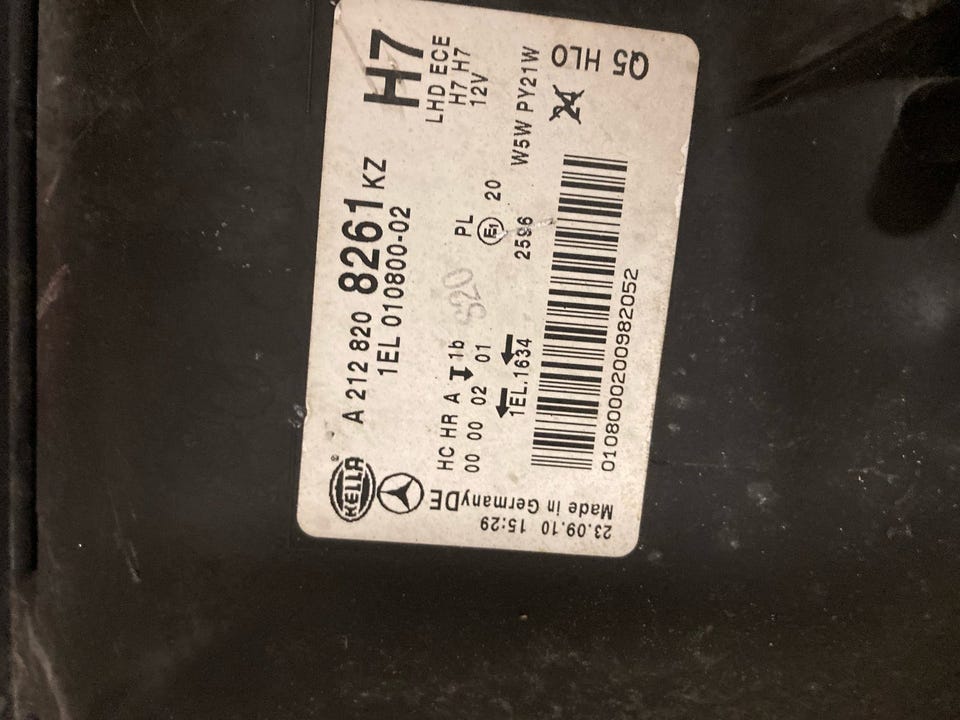 A 212 820 8261 KZ
H7
1EL 010800-02
LHD ECE
H7 H7
12V
HELLA
®
HC HR A 1b
00 00 02 01
820
PL
E1
20
1EL.1634
2596
W5W PY21W
24
0108000200982052
DE
Made in Germany
23.09.10 15:29
Q5 HLO